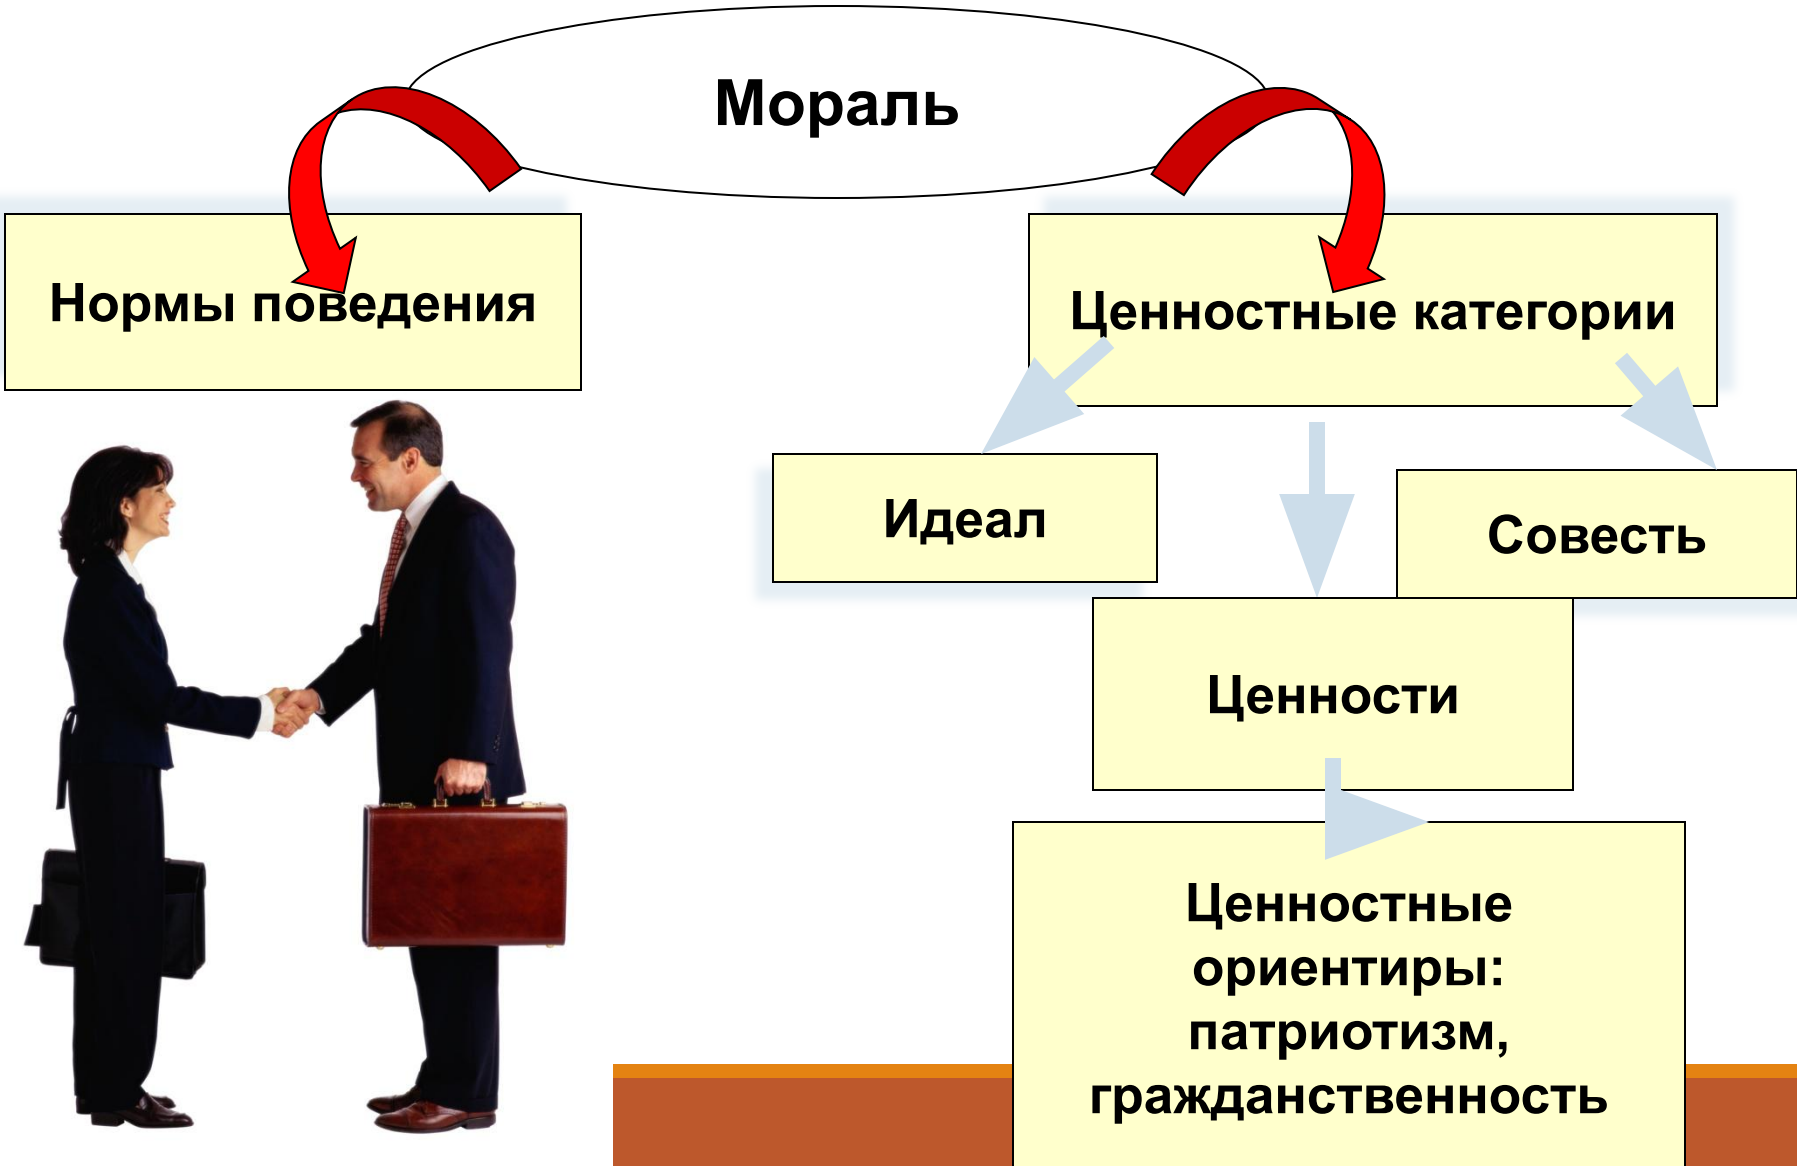 Мораль
Нормы поведения
Ценностные категории
Идеал
Совесть
Ценности
Ценностные
ориентиры:
патриотизм,
гражданственность